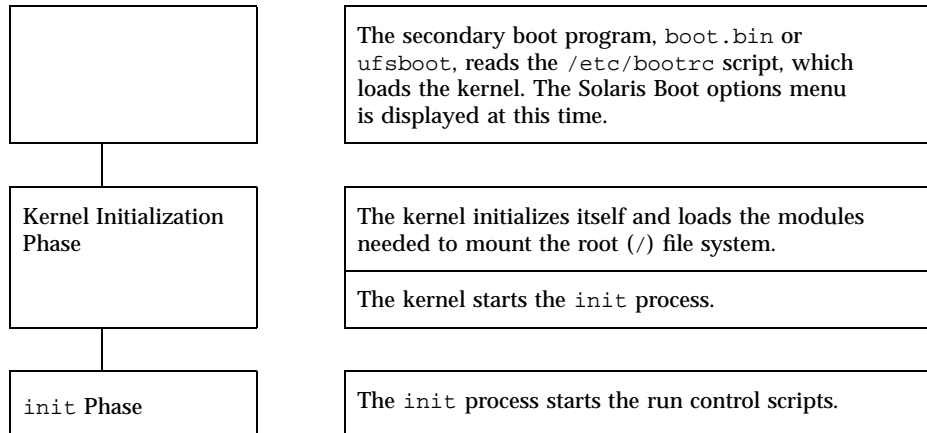 The secondary boot program, boot.bin or
ufsboot, reads the /etc/bootrc script, which
loads the kernel. The Solaris Boot options menu
is displayed at this time.
Kernel Initialization
Phase
The kernel initializes itself and loads the modules
needed to mount the root (/) file system.
The kernel starts the init process.
init Phase
The init process starts the run control scripts.